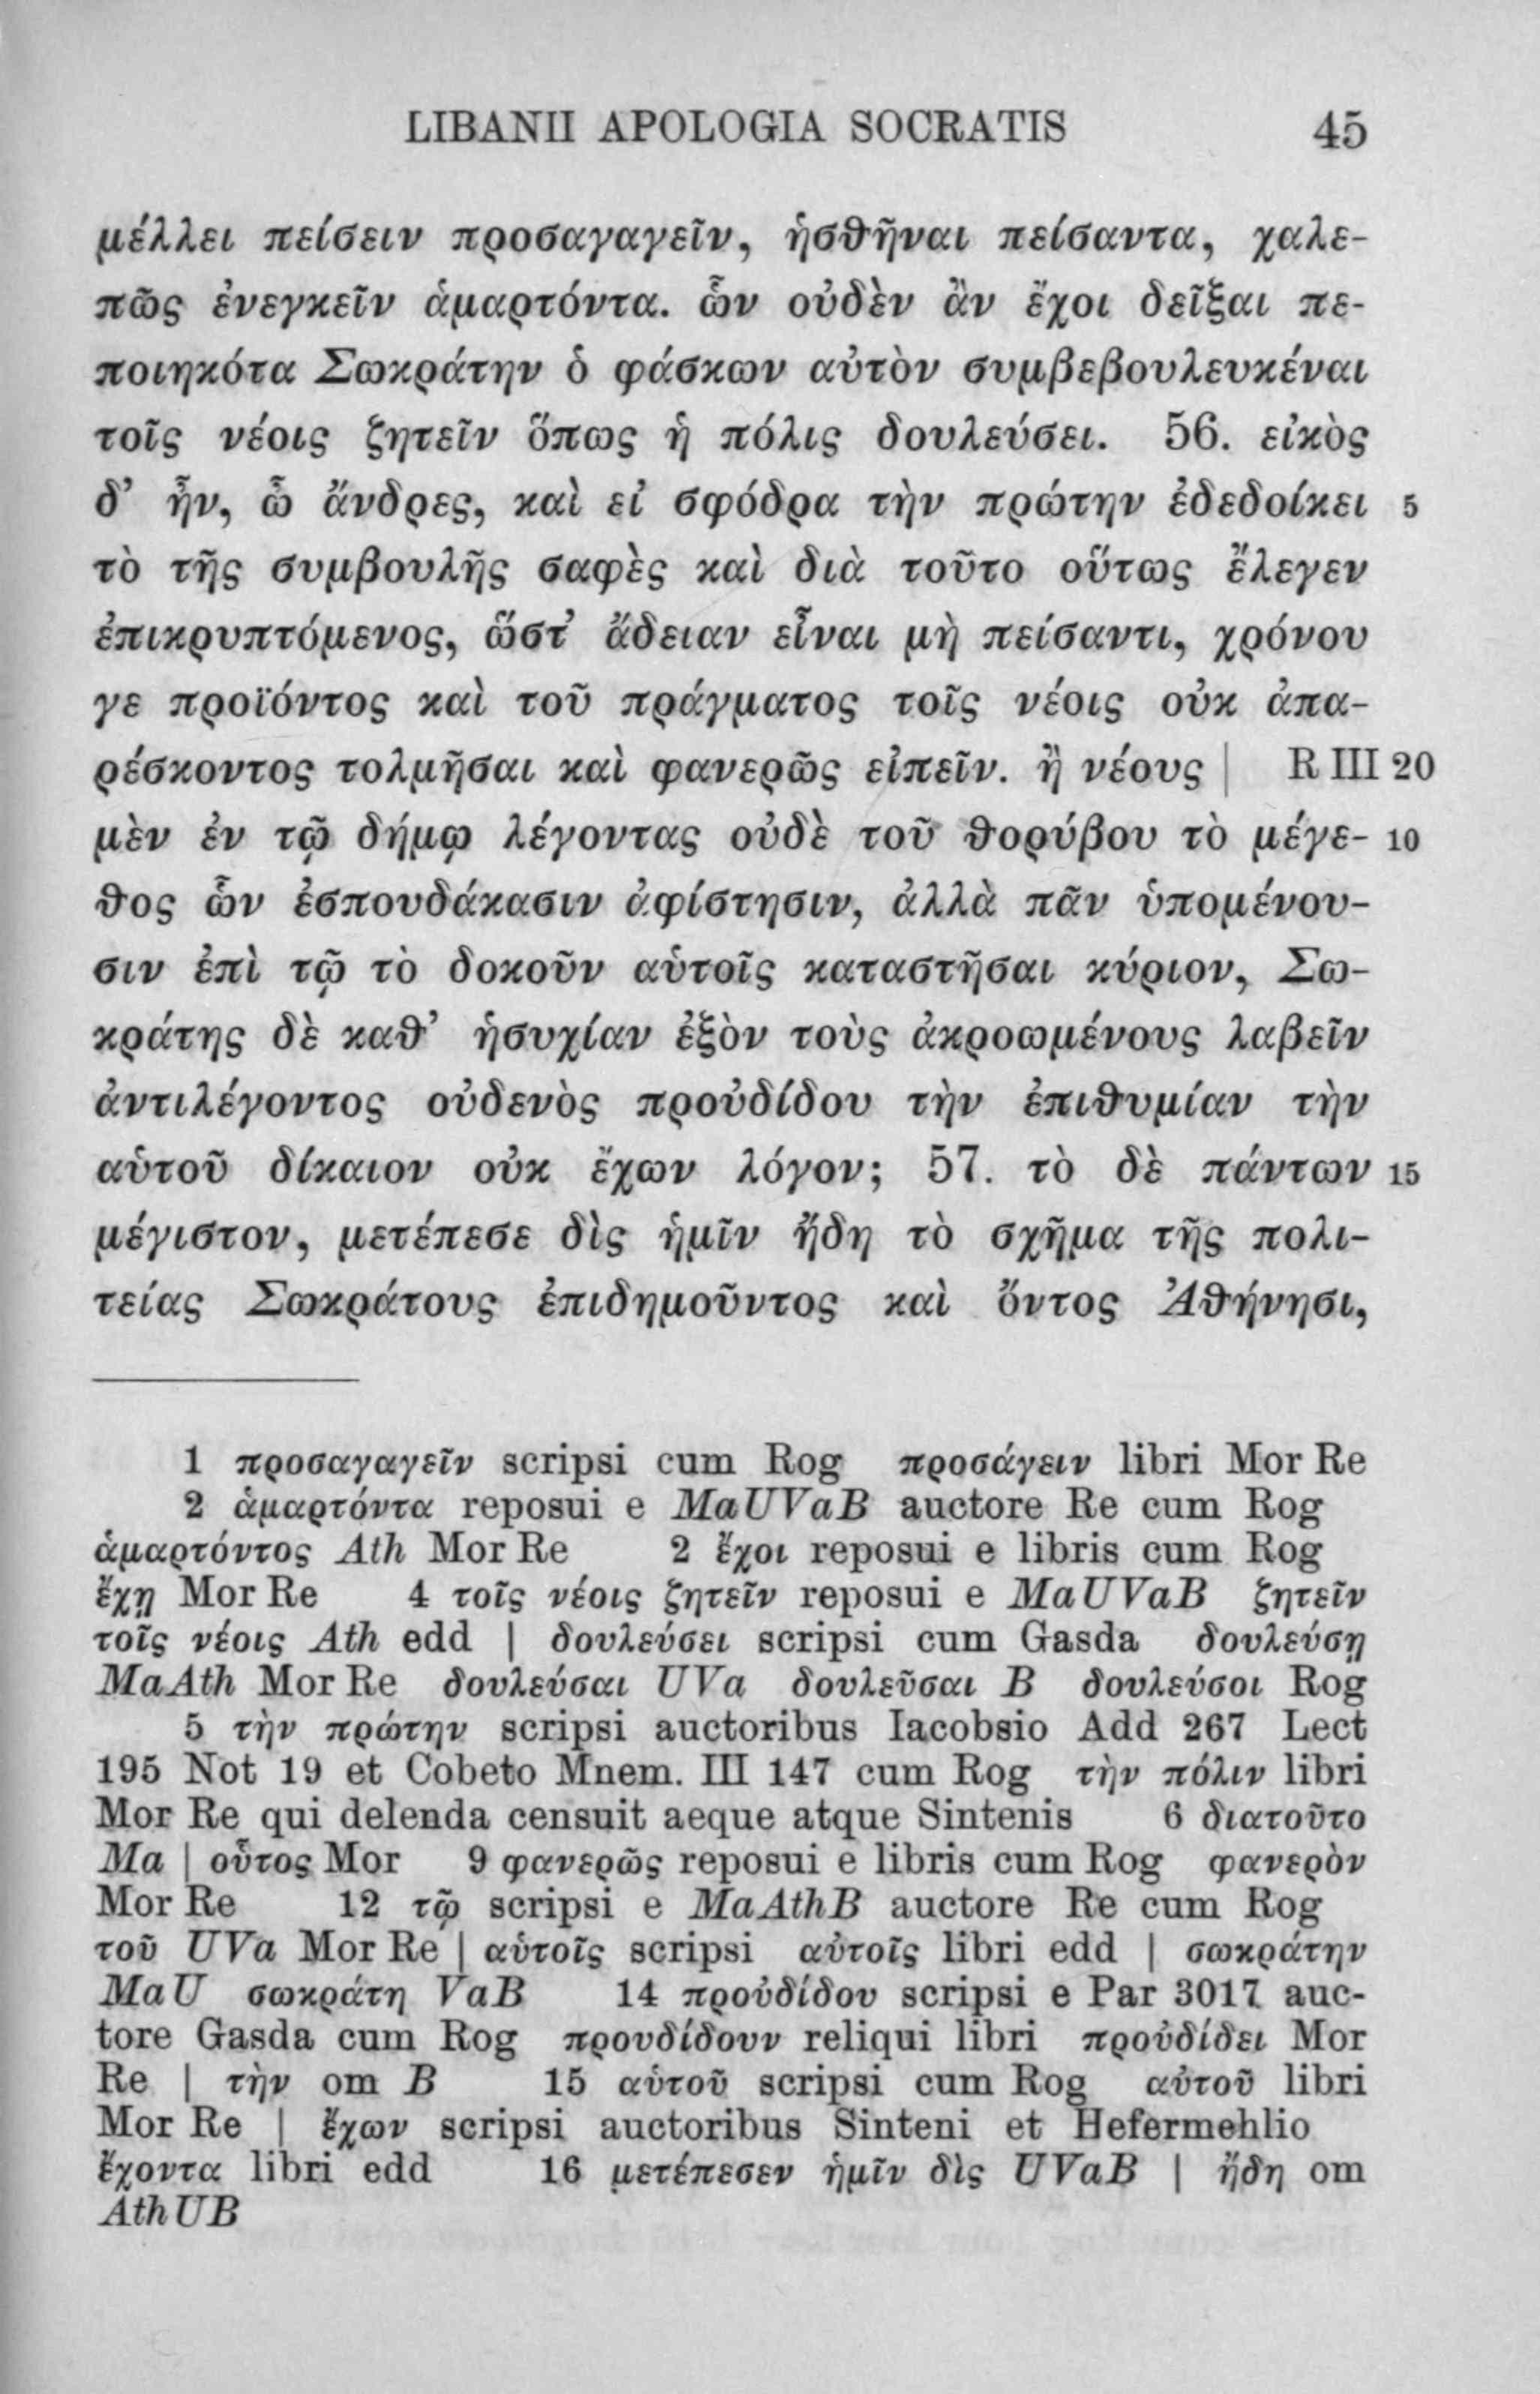 LIBANII APOLOGIA SOCRATIS 45
μέλλει πείσειν προσαγαγεῖν, ἡσθῆναι πείσαντα, χαλε-
πῶς ἐνεγκεῖν ἁμαρτόντα. ὧν οὐδὲν ἂν ἔχοι δεῖξαι πε-
ποιηκότα Σωκράτην ὁ φάσκων αὐτὸν συμβεβουλευκέναι
τοῖς νέοις ζητεῖν ὅπως ἡ πόλις δουλεύσει. 56. εἰκὸς
δ’ ἦν, ὦ ἄνδρες, καὶ εἰ σφόδρα τὴν πρώτην ἐδεδοίκει 5
τὸ τῆς συμβουλῆς σαφὲς καὶ διὰ τοῦτο οὕτως ἔλεγεν
ἐπικρυπτόμενος, ὥστ’ ἄδειαν εἶναι μὴ πείσαντι, χρόνου
γε προϊόντος καὶ τοῦ πράγματος τοῖς νέοις οὐκ ἀπα-
ρέσκοντος τολμῆσαι καὶ φανερῶς εἰπεῖν. ἢ νέους | R III 20
μὲν ἐν τῷ δήμῳ λέγοντας οὐδὲ τοῦ θορύβου τὸ μέγε- 10
θος ὧν ἐσπουδάκασιν ἀφίστησιν, ἀλλὰ πᾶν ὑπομένου-
σιν ἐπὶ τῷ τὸ δοκοῦν αὑτοῖς καταστῆσαι κύριον, Σω-
κράτης δὲ καθ’ ἡσυχίαν ἐξὸν τοὺς ἀκροωμένους λαβεῖν
ἀντιλέγοντος οὐδενὸς προὐδίδου τὴν ἐπιθυμίαν τὴν
αὑτοῦ δίκαιον οὐκ ἔχων λόγον; 57. τὸ δὲ πάντων 15
μέγιστον, μετέπεσε δὶς ἡμῖν ἤδη τὸ σχῆμα τῆς πολι-
τείας Σωκράτους ἐπιδημοῦντος καὶ ὄντος Ἀθήνησι,
1 προσαγαγεῖν scripsi cum Rog προσάγειν libri Mor Re
2 ἁμαρτόντα reposui e MaUVaB auctore Re cum Rog
ἁμαρτόντος Ath Mor Re 2 ἔχοι reposui e libris cum Rog
ἔχῃ Mor Re 4 τοῖς νέοις ζητεῖν reposui e MaUVaB ζητεῖν
τοῖς νέοις Ath edd | δουλεύσει scripsi cum Gasda δουλεύσῃ
MaAth Mor Re δουλεύσαι UVa δουλεῦσαι B δουλεύσοι Rog
5 τὴν πρώτην scripsi auctoribus Iacobsio Add 267 Lect
195 Not 19 et Cobeto Mnem. III 147 cum Rog τὴν πόλιν libri
Mor Re qui delenda censuit aeque atque Sintenis 6 διατοῦτο
Ma | οὗτος Mor 9 φανερῶς reposui e libris cum Rog φανερὸν
Mor Re 12 τῷ scripsi e MaAthB auctore Re cum Rog
τοῦ UVa Mor Re | αὑτοῖς scripsi αὐτοῖς libri edd | σωκράτην
MaU σωκράτη VaB 14 προὐδίδου scripsi e Par 3017 auc-
tore Gasda cum Rog προυδίδουν reliqui libri προὐδίδει Mor
Re | τὴν om B 15 αὑτοῦ scripsi cum Rog αὐτοῦ libri
Mor Re | ἔχων scripsi auctoribus Sinteni et Hefermehlio
ἔχοντα libri edd 16 μετέπεσεν ἡμῖν δὶς UVaB | ἤδη om
AthUB